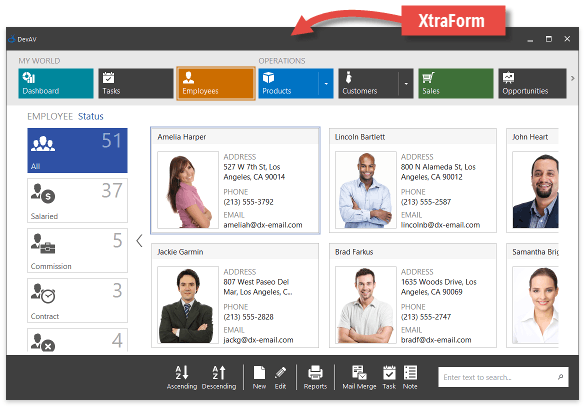 XtraForm
DevAV
MY WORLD
OPERATIONS
Dashboard
Tasks
Employees
Products
Customers
Sales
Opportunities
EMPLOYEE Status
51
All
37
Salaried
5
Commission
3
Contract
4
Amelia Harper
ADDRESS
527 W 7th St, Los
Angeles, CA 90014
PHONE
(213) 555-3792
EMAIL
ameliah@dx-email.com
Lincoln Bartlett
ADDRESS
800 N Alameda St, Los
Angeles, CA 90012
PHONE
(213) 555-2587
EMAIL
lincolnb@dx-email.com
John Heart
Jackie Garmin
ADDRESS
807 West Paseo Del
Mar, Los Angeles, C...
PHONE
(213) 555-2828
EMAIL
jackg@dx-email.com
Brad Farkus
ADDRESS
1635 Woods Drive, Los
Angeles, CA 90069
PHONE
(213) 555-2747
EMAIL
bradf@dx-email.com
Samantha Brig
A
Z
Ascending
A
Z
Descending
New
Edit
Reports
Mail Merge
Task
Note
Enter text to search...